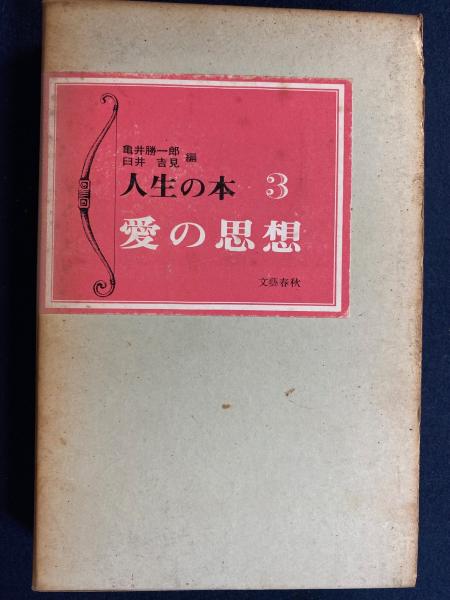 亀井勝一郎
臼井 吉見 編
人生の本 3
愛の思想
文藝春秋